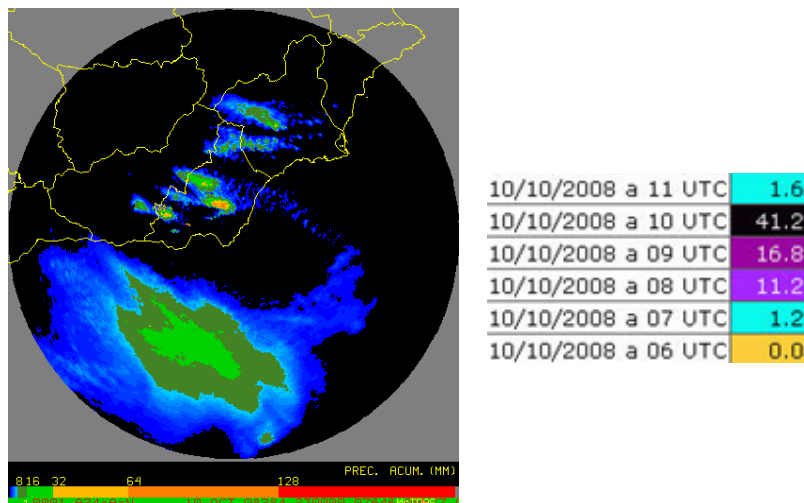 PREC. ACUM. (MM)
8 16 32 64 128
10/10/2008 a 11 UTC 1.6
10/10/2008 a 10 UTC 41.2
10/10/2008 a 09 UTC 16.8
10/10/2008 a 08 UTC 11.2
10/10/2008 a 07 UTC 1.2
10/10/2008 a 06 UTC 0.0